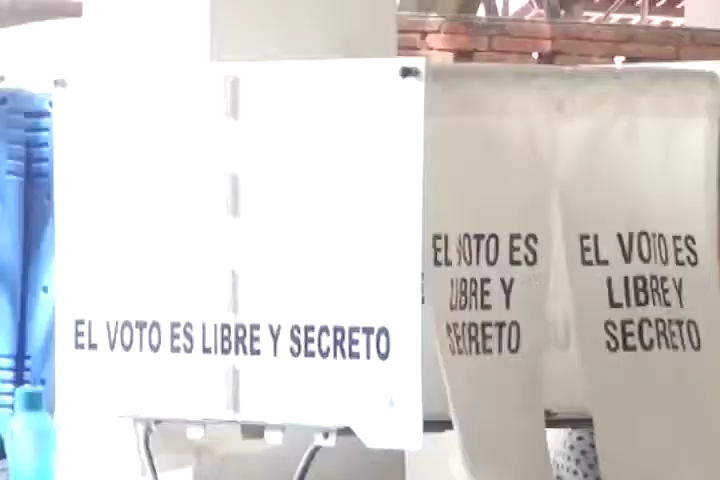 EL VOTO ES LIBRE Y SECRETO
EL VOTO ES
LIBRE Y
SECRETO
EL VOTO ES
LIBRE Y
SECRETO